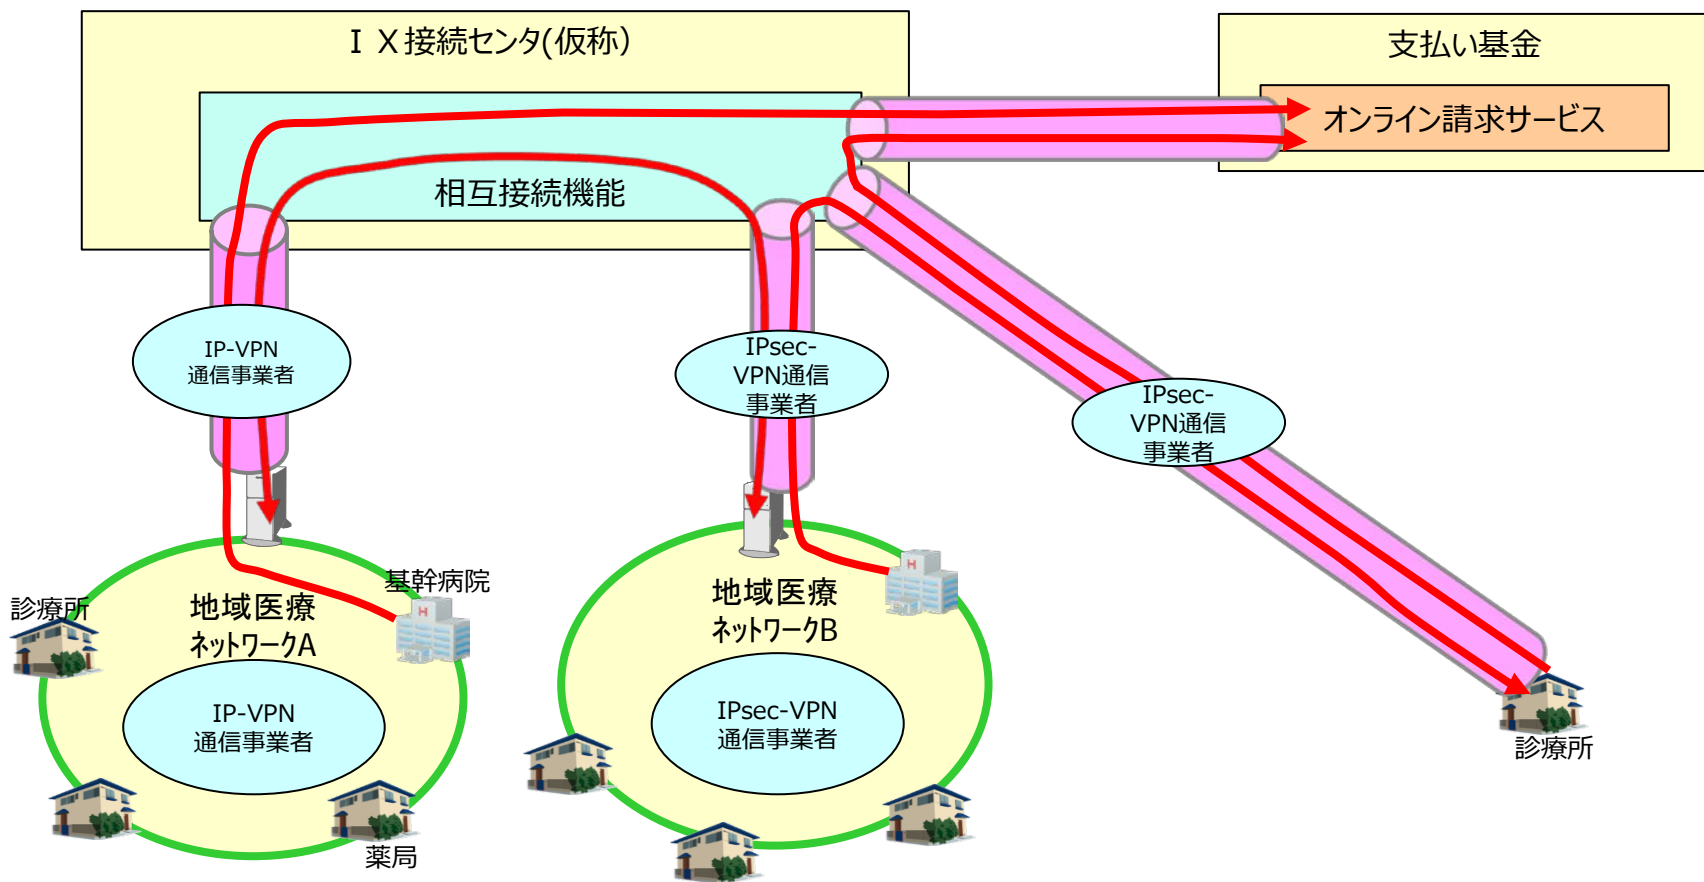 ＩＸ接続センタ(仮称）
支払い基金
オンライン請求サービス
相互接続機能
IP-VPN
通信事業者
IPsec-
VPN通信
事業者
IPsec-
VPN通信
事業者
基幹病院
診療所
地域医療
ネットワークA
地域医療
ネットワークB
H
H
IP-VPN
通信事業者
IPsec-VPN
通信事業者
診療所
薬局